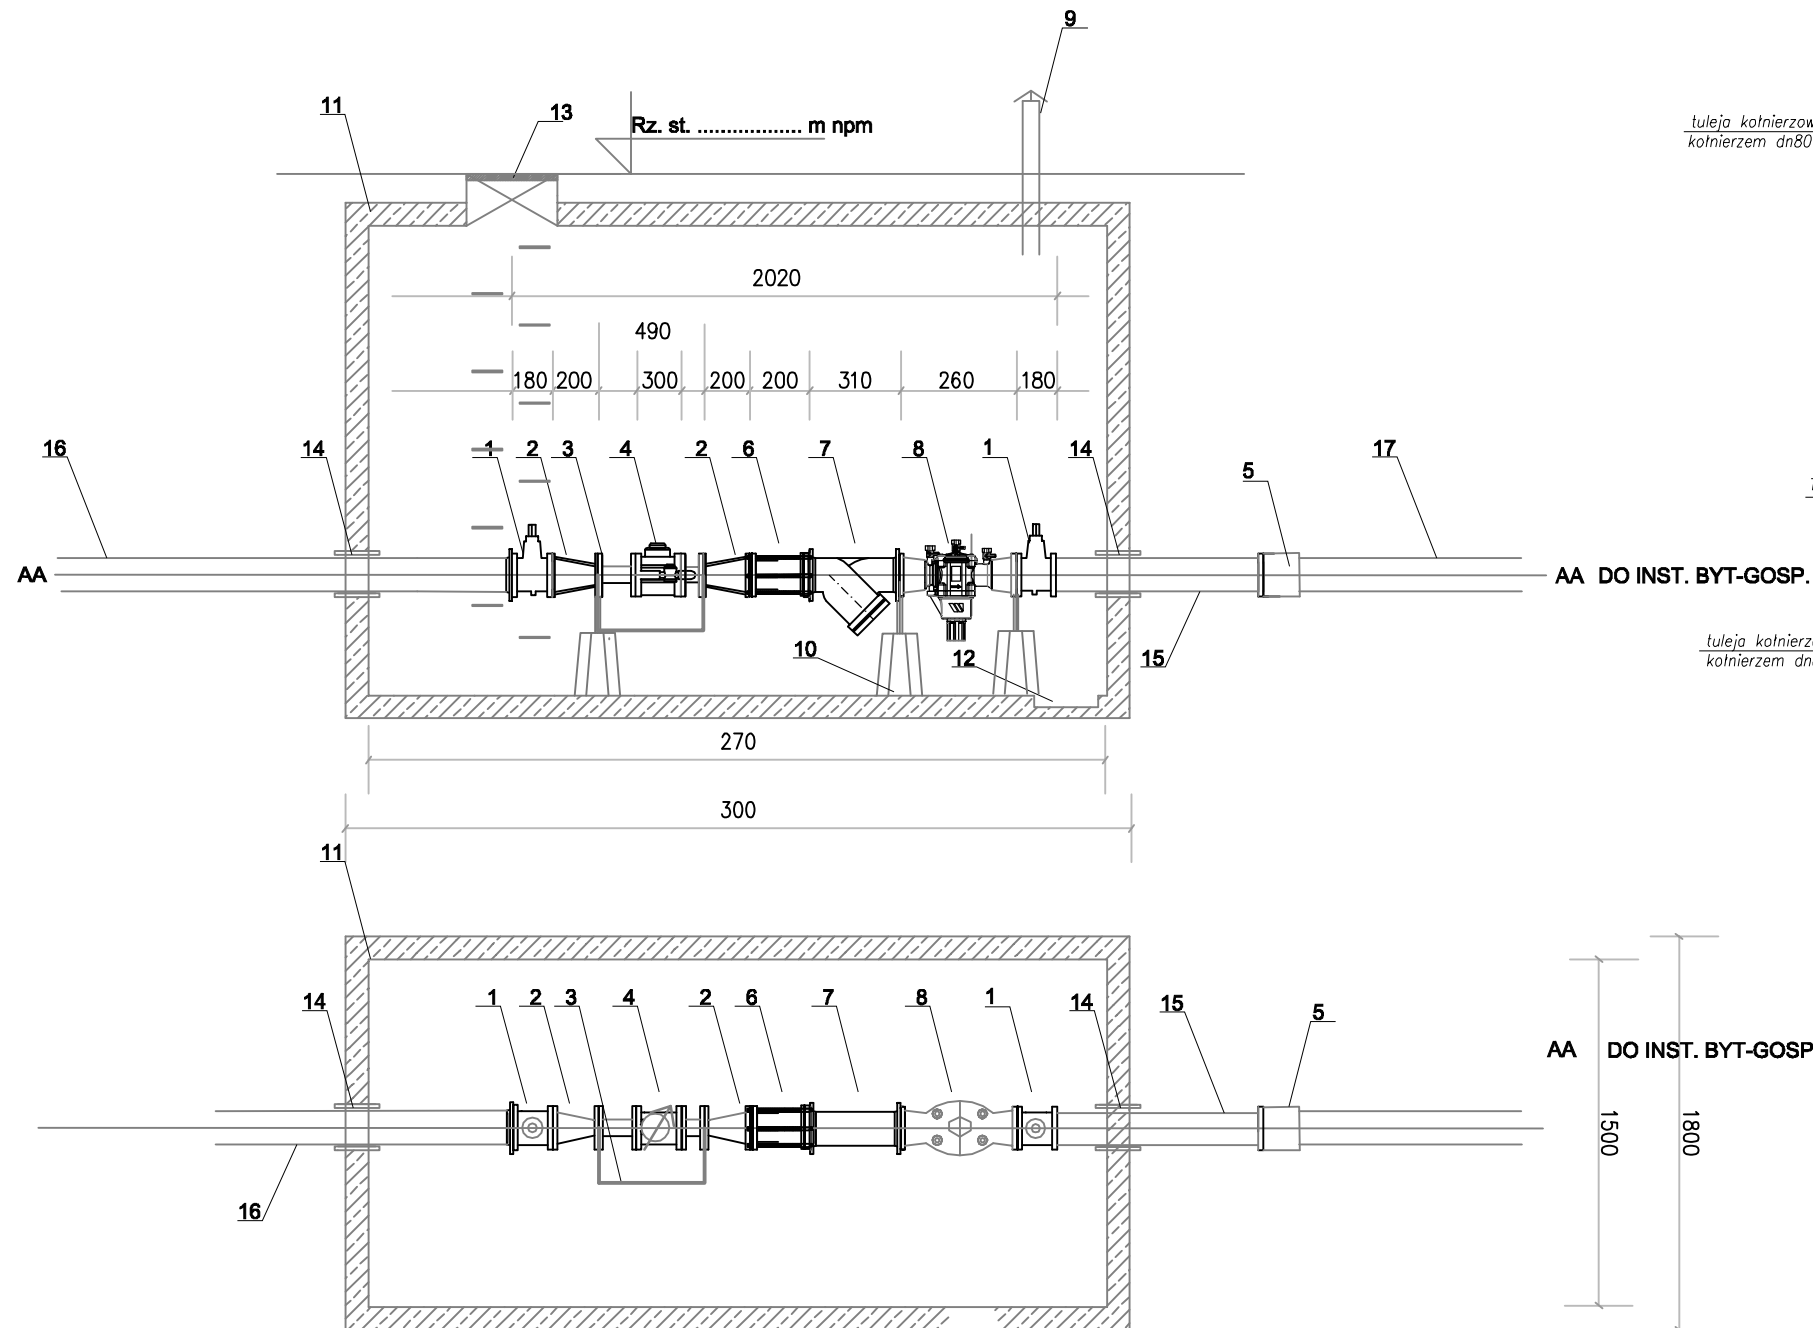 9
11
13
Rz. st. .................. m npm
tuleja kołnierzow
kołnierzem dn80
2020
490
180 200 300 200 200 310 260 180
16 14 1 2 3 4 2 6 7 8 1 14 5 17
AA
AA DO INST. BYT-GOSP.
10 12 15
tuleja kołnierz
kołnierzem dn
270
300
11
14 1 2 3 4 2 6 7 8 1 14 15 5
AA DO INST. BYT-GOSP
1500
1800
16